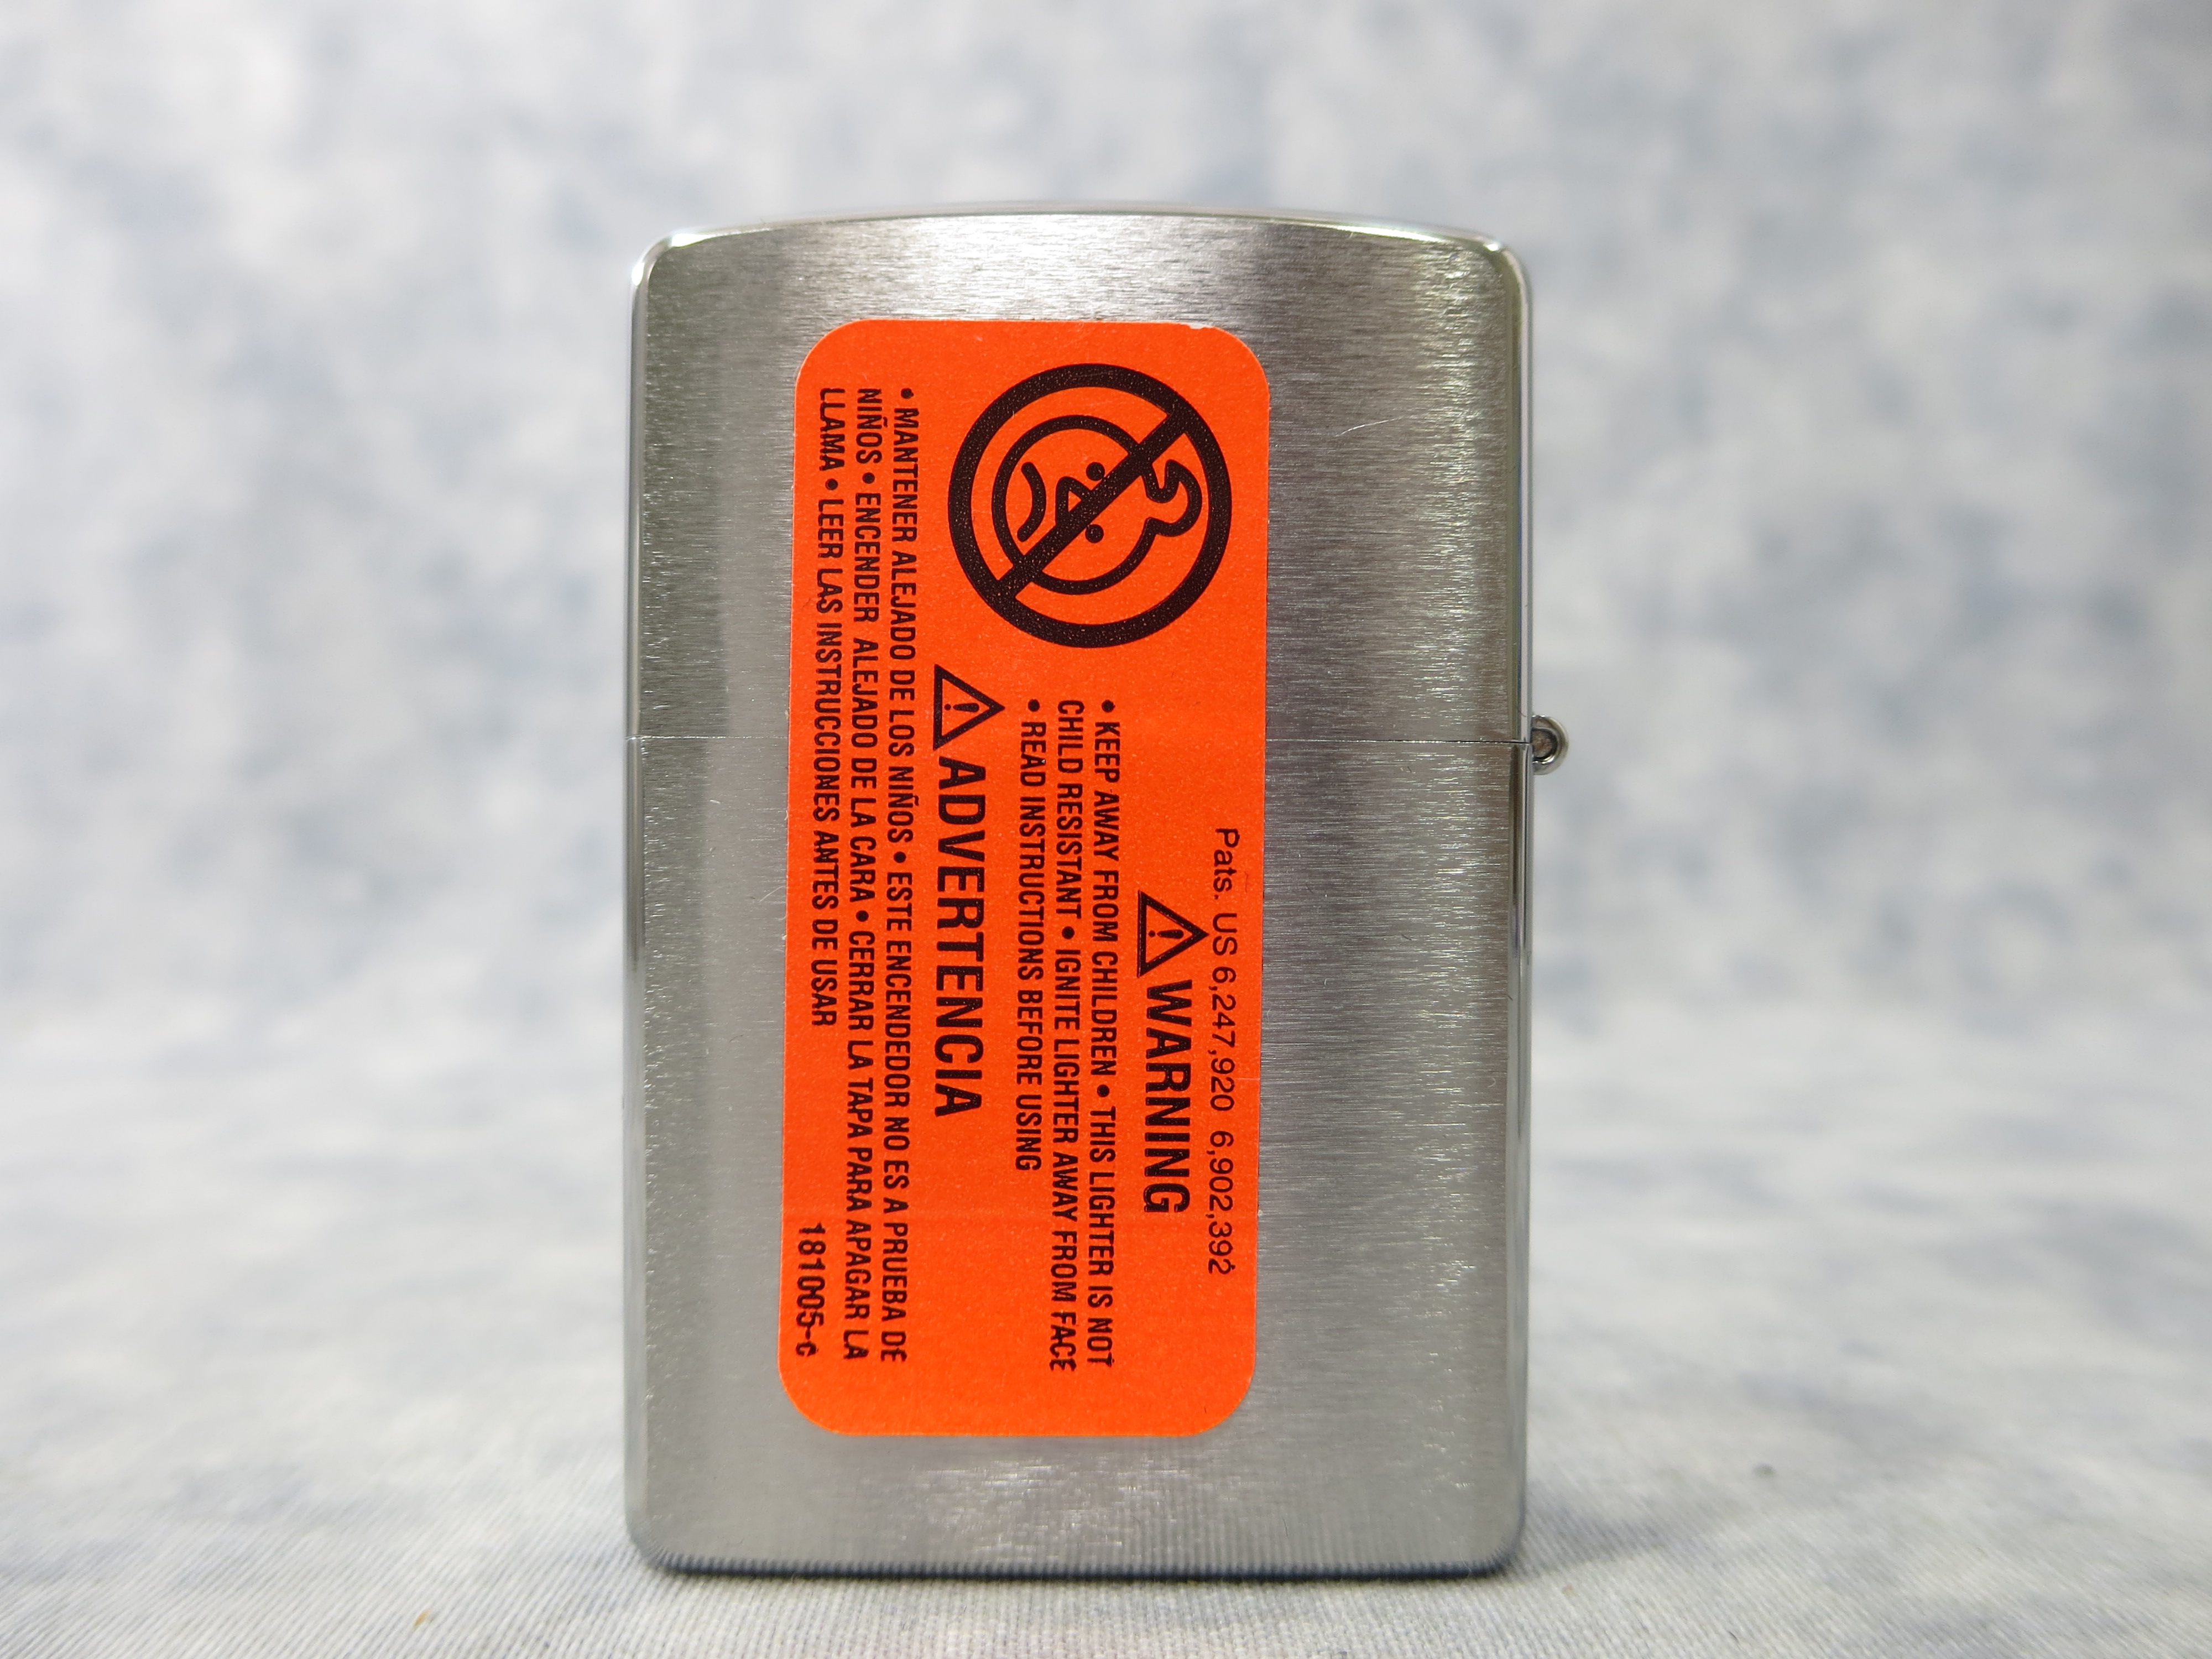 Pats. US 6,247,920 6,902,392
WARNING
• KEEP AWAY FROM CHILDREN • THIS LIGHTER IS NOT
CHILD RESISTANT • IGNITE LIGHTER AWAY FROM FACE
• READ INSTRUCTIONS BEFORE USING
ADVERTENCIA
• MANTENER ALEJADO DE LOS NIÑOS • ESTE ENCENDEDOR NO ES A PRUEBA DE
NIÑOS • ENCENDER ALEJADO DE LA CARA • CERRAR LA TAPA PARA APAGAR LA
LLAMA • LEER LAS INSTRUCCIONES ANTES DE USAR
181005-c